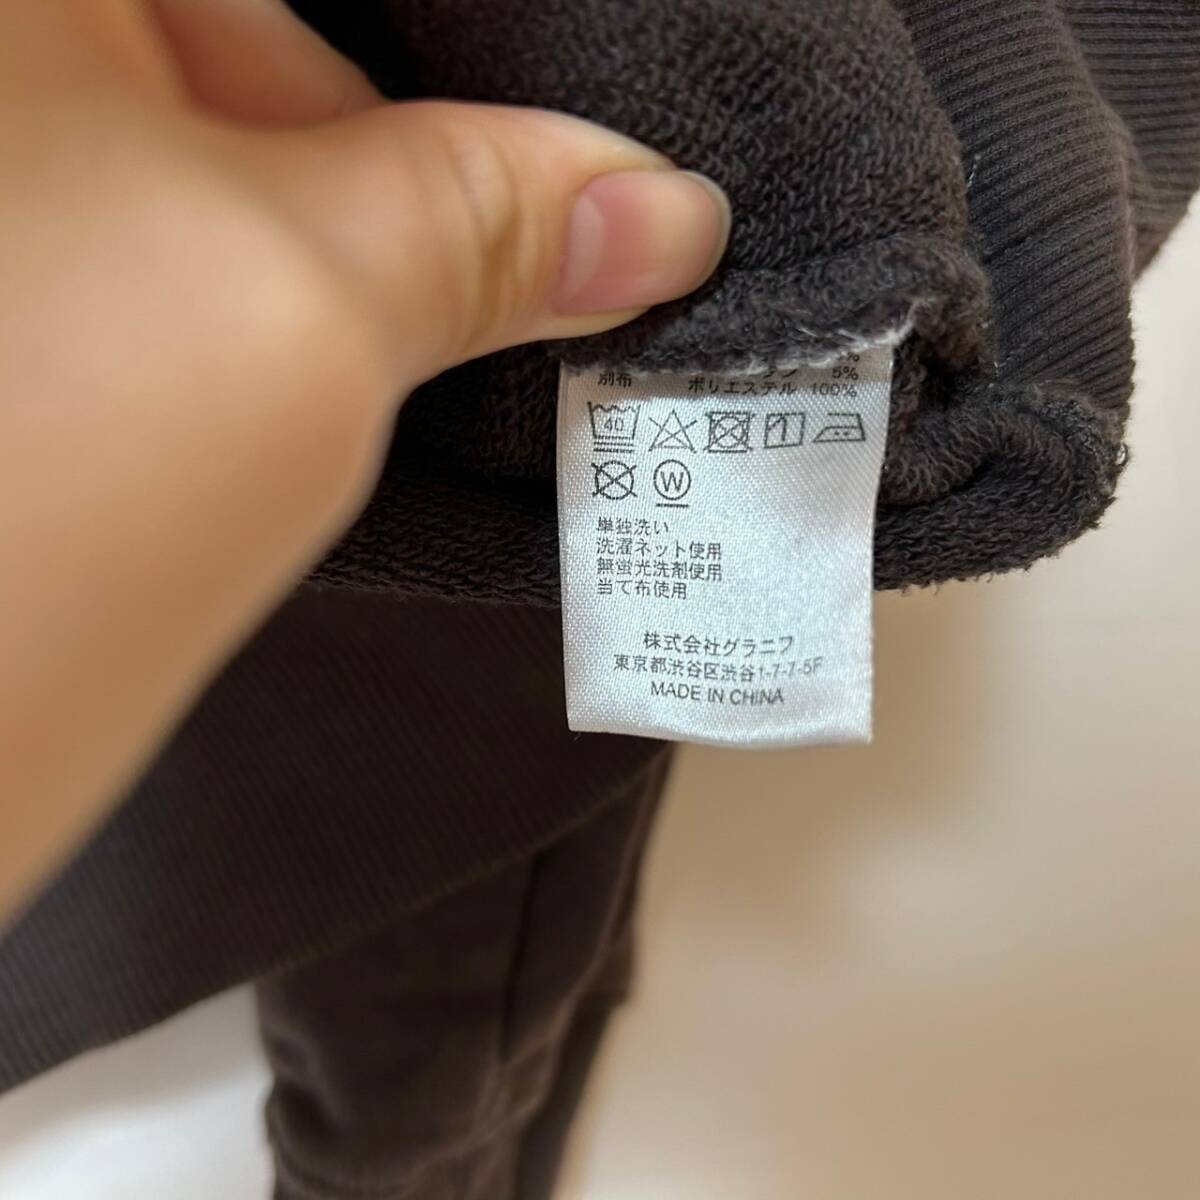 5%
別布 ポリエステル 100%
40
W
単独洗い
洗濯ネット使用
無蛍光洗剤使用
当て布使用
株式会社グラニフ
東京都渋谷区渋谷1-7-7-5F
MADE IN CHINA